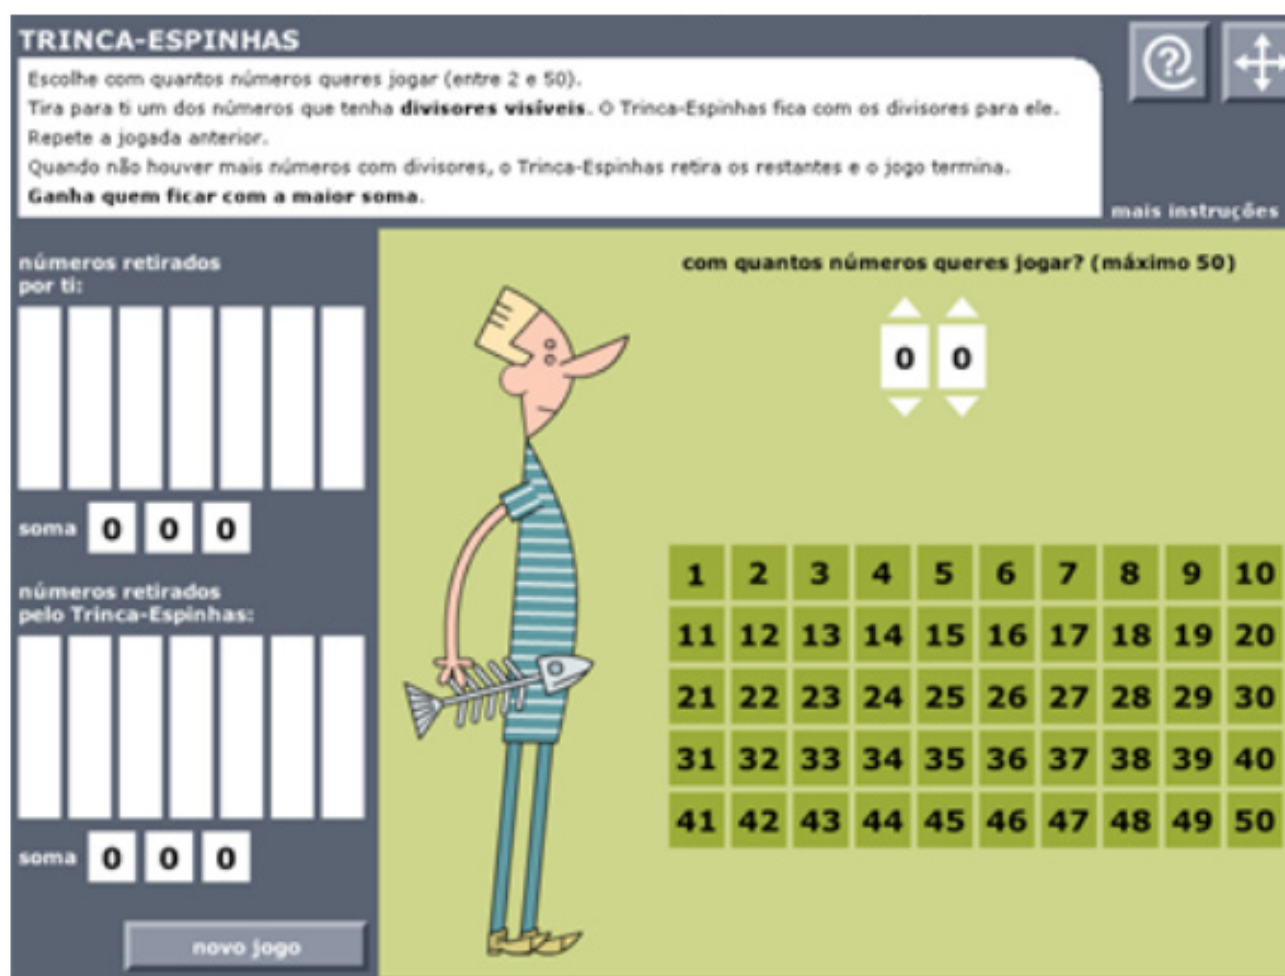 TRINCA-ESPINHAS
Escolhe com quantos números queres jogar (entre 2 e 50).
Tira para ti um dos números que tenha divisores visíveis. O Trinca-Espinhas fica com os divisores para ele.
Repete a jogada anterior.
Quando não houver mais números com divisores, o Trinca-Espinhas retira os restantes e o jogo termina.
Ganha quem ficar com a maior soma.
mais instruções
números retirados
por ti:
soma 0 0 0
números retirados
pelo Trinca-Espinhas:
soma 0 0 0
novo jogo
com quantos números queres jogar? (máximo 50)
0 0
1 2 3 4 5 6 7 8 9 10
11 12 13 14 15 16 17 18 19 20
21 22 23 24 25 26 27 28 29 30
31 32 33 34 35 36 37 38 39 40
41 42 43 44 45 46 47 48 49 50